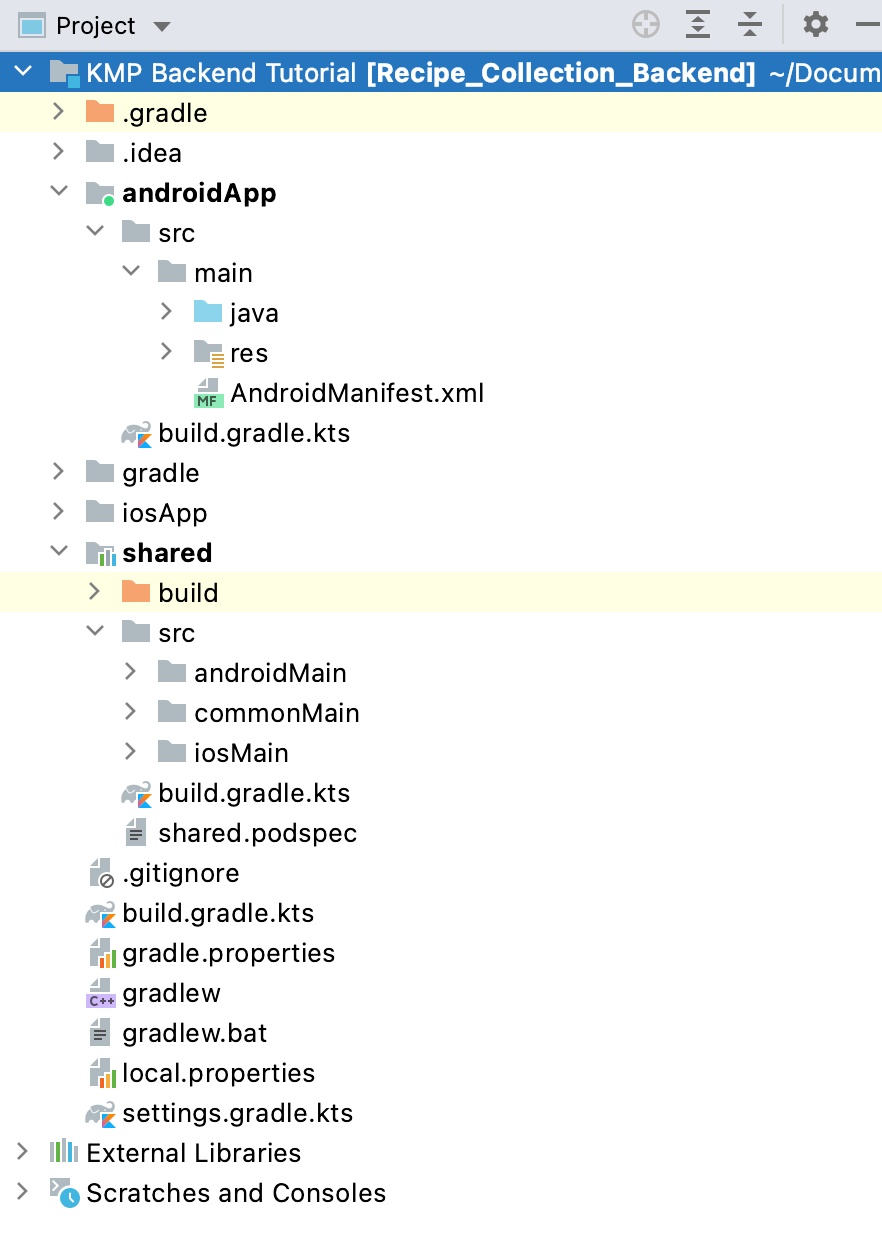 Project
KMP Backend Tutorial [Recipe_Collection_Backend] ~/Docum
.gradle
.idea
androidApp
src
main
java
res
MF AndroidManifest.xml
build.gradle.kts
gradle
iosApp
shared
build
src
androidMain
commonMain
iosMain
build.gradle.kts
shared.podspec
.gitignore
build.gradle.kts
gradle.properties
C++ gradlew
gradlew.bat
local.properties
settings.gradle.kts
External Libraries
Scratches and Consoles